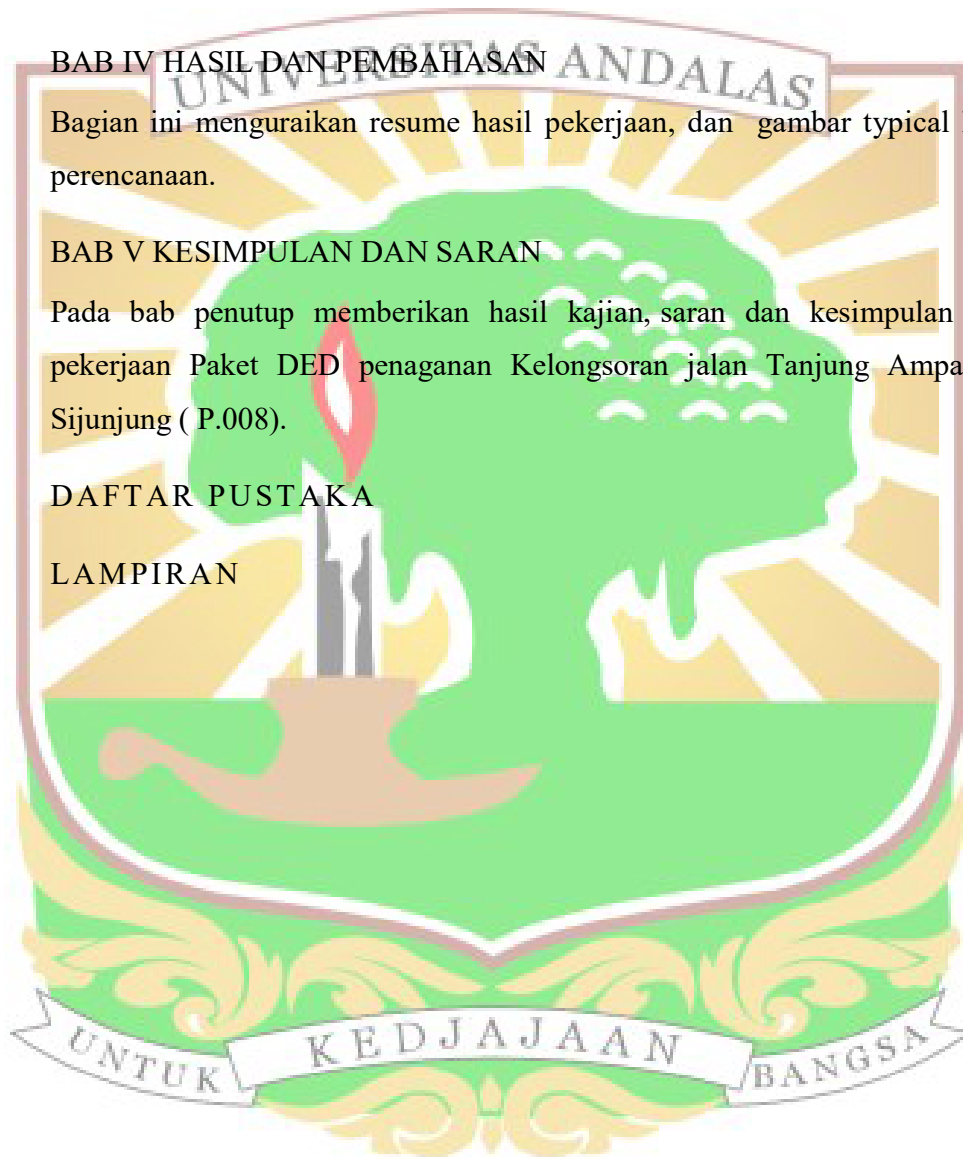 UNIVERSITAS ANDALAS
BAB IV HASIL DAN PEMBAHASAN
Bagian ini menguraikan resume hasil pekerjaan, dan gambar typical
perencanaan.
BAB V KESIMPULAN DAN SARAN
Pada bab penutup memberikan hasil kajian, saran dan kesimpulan
pekerjaan Paket DED penaganan Kelongsoran jalan Tanjung Ampa
Sijunjung ( P.008).
DAFTAR PUSTAKA
LAMPIRAN
UNTUK KEDJAJAAN BANGSA